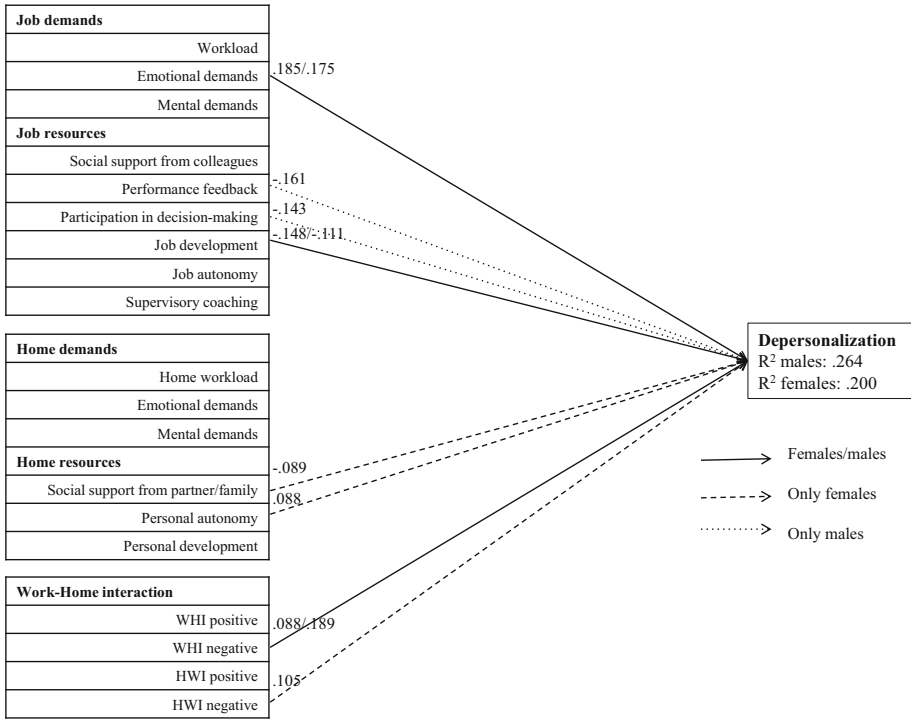 Job demands
Workload
Emotional demands
.185/.175
Mental demands
Job resources
Social support from colleagues
Performance feedback
-.161
Participation in decision-making
-.143
Job development
-.148/-.111
Job autonomy
Supervisory coaching
Home demands
Home workload
Emotional demands
Mental demands
Home resources
Social support from partner/family
-.089
Personal autonomy
.088
Personal development
Work-Home interaction
WHI positive
WHI negative
.088/.189
HWI positive
HWI negative
.105
Depersonalization
R² males: .264
R² females: .200
Females/males
Only females
Only males